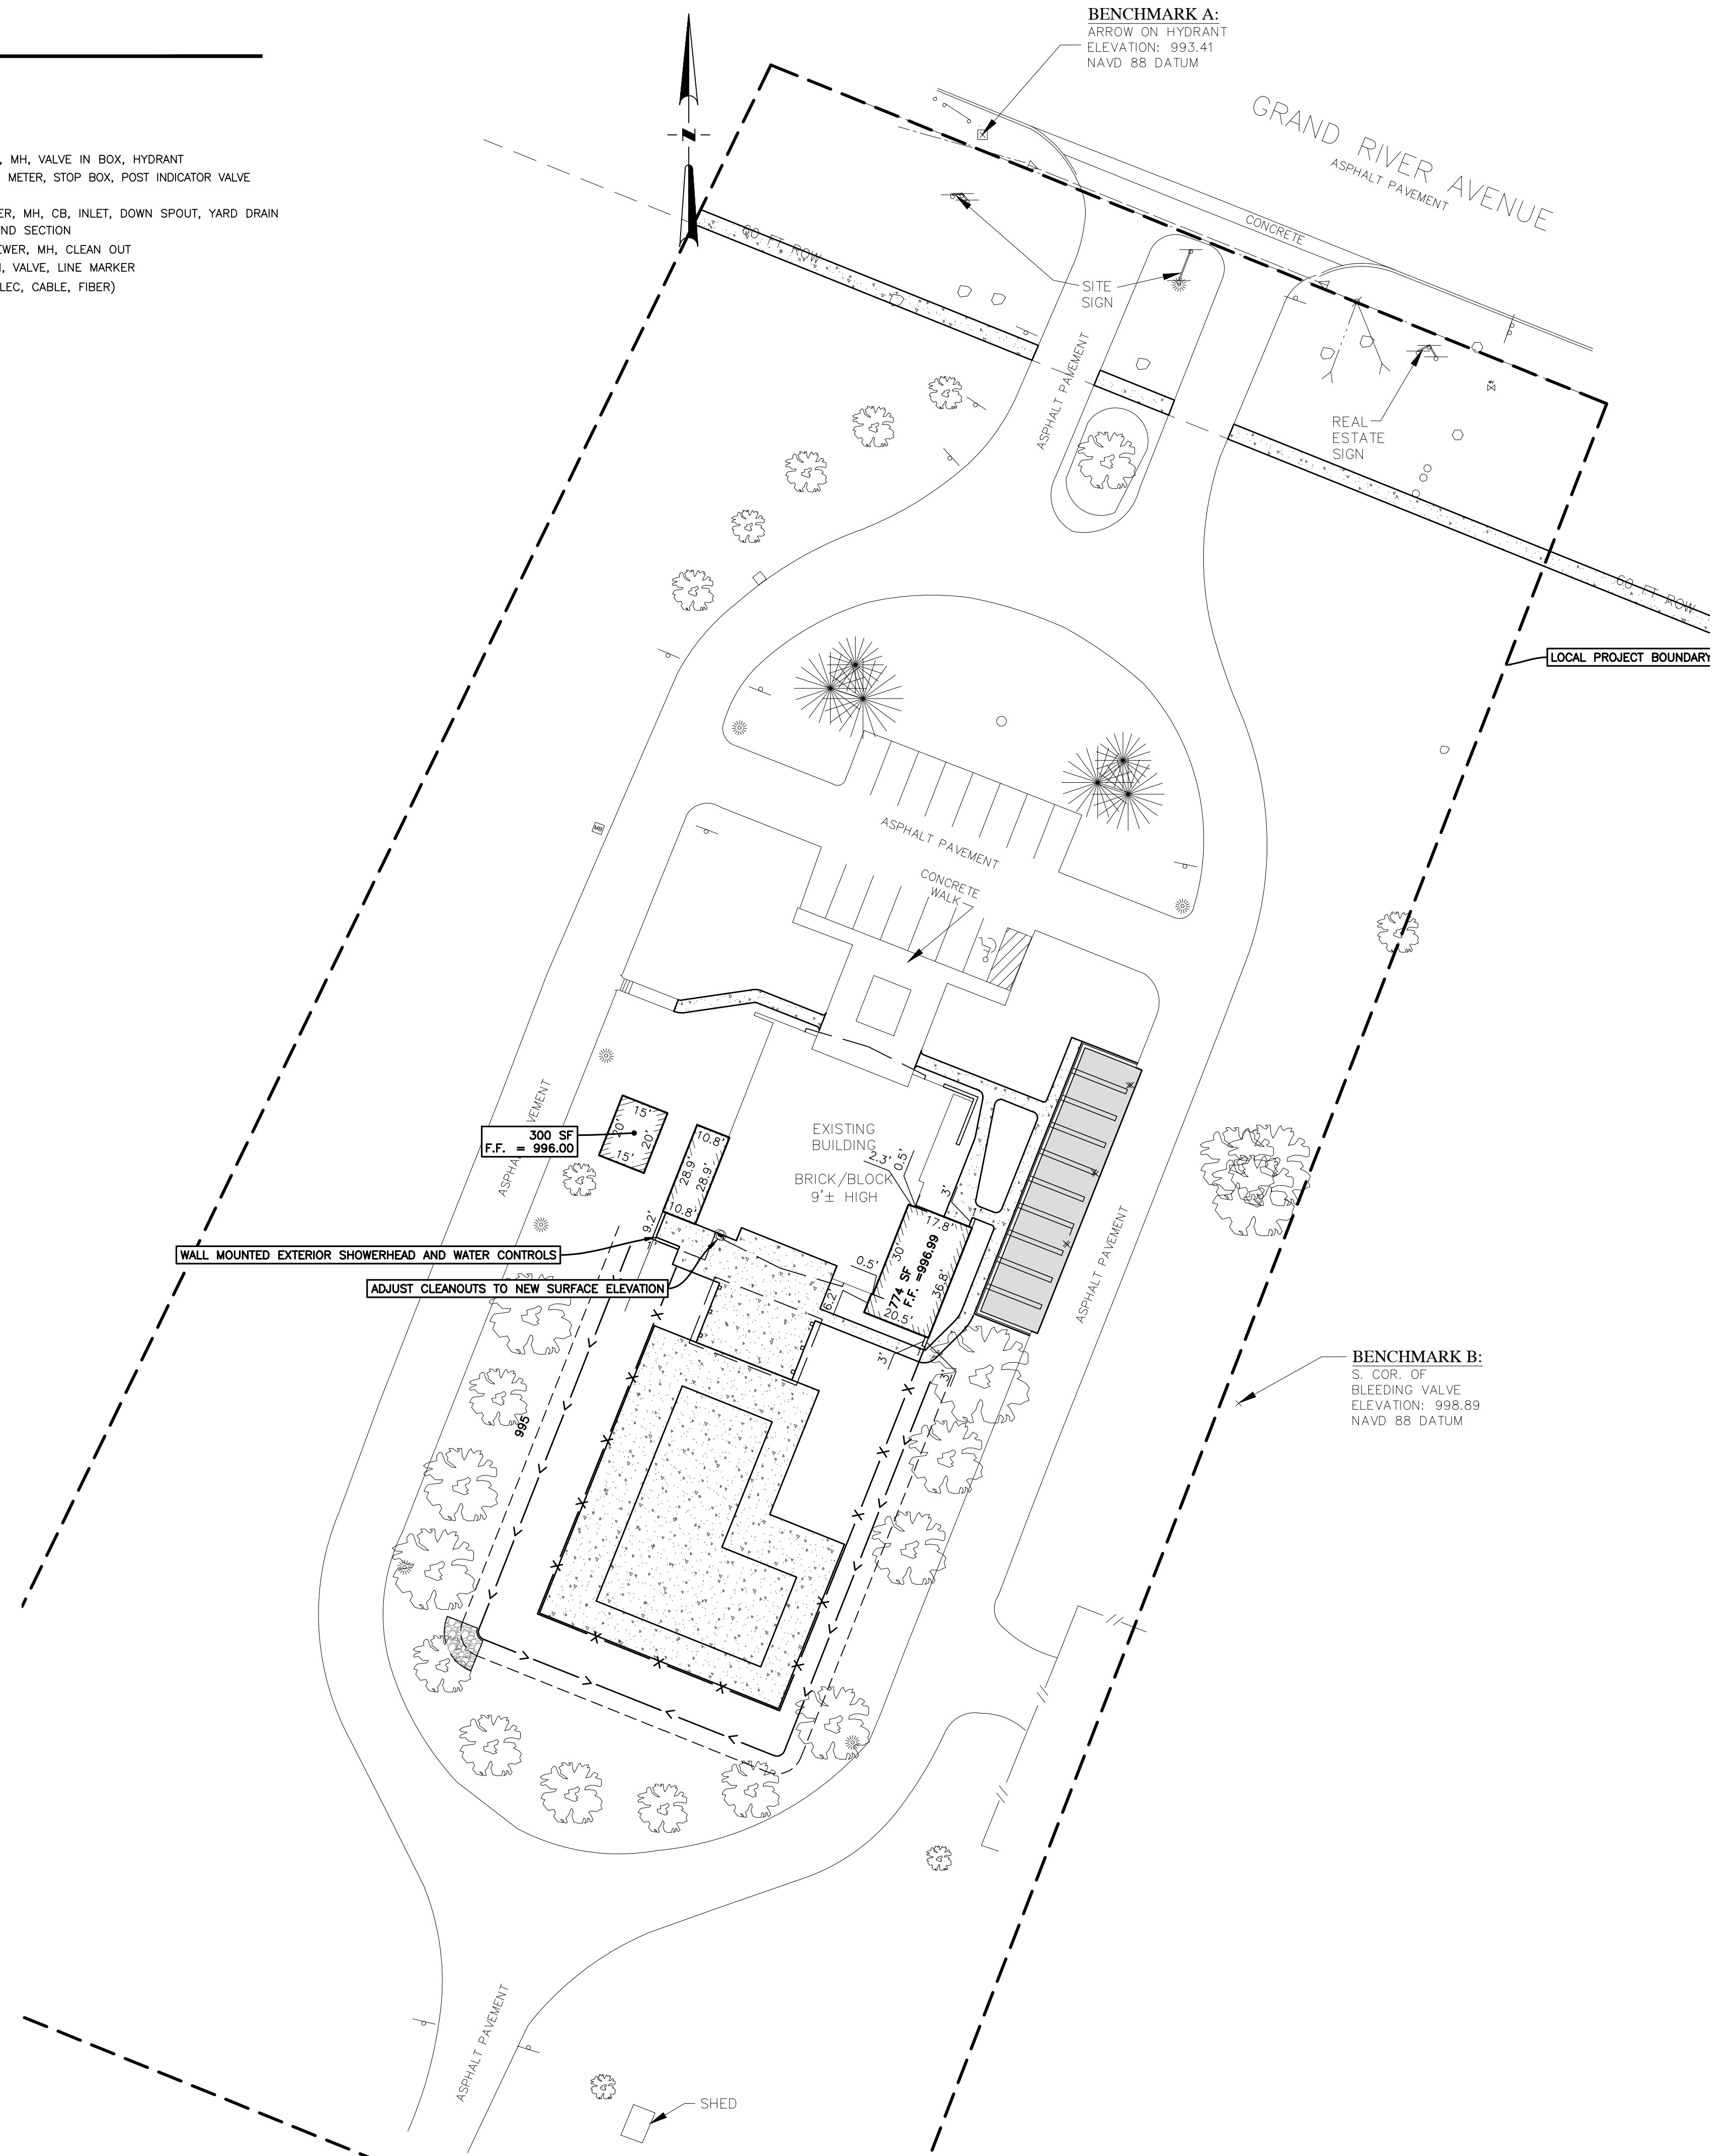 BENCHMARK A:
ARROW ON HYDRANT
ELEVATION: 993.41
NAVD 88 DATUM
GRAND RIVER AVENUE
ASPHALT PAVEMENT
CONCRETE
N
, MH, VALVE IN BOX, HYDRANT
METER, STOP BOX, POST INDICATOR VALVE
ER, MH, CB, INLET, DOWN SPOUT, YARD DRAIN
ND SECTION
EWER, MH, CLEAN OUT
, VALVE, LINE MARKER
LEC, CABLE, FIBER)
60 FT ROW
SITE
SIGN
ASPHALT PAVEMENT
REAL
ESTATE
SIGN
60 FT ROW
LOCAL PROJECT BOUNDARY
MB
ASPHALT PAVEMENT
CONCRETE
WALK
ASPHALT PAVEMENT
15'
20'
20'
15'
300 SF
F.F. = 996.00
10.8'
28.9'
28.9'
10.8'
9.2'
EXISTING
BUILDING
BRICK/BLOCK
9'± HIGH
2.3'
0.5'
3'
17.8'
30'
774 SF
F.F. =996.99
36.8'
20.5'
0.5'
6.2'
3'
3'
ASPHALT PAVEMENT
WALL MOUNTED EXTERIOR SHOWERHEAD AND WATER CONTROLS
ADJUST CLEANOUTS TO NEW SURFACE ELEVATION
995
BENCHMARK B:
S. COR. OF
BLEEDING VALVE
ELEVATION: 998.89
NAVD 88 DATUM
ASPHALT PAVEMENT
SHED